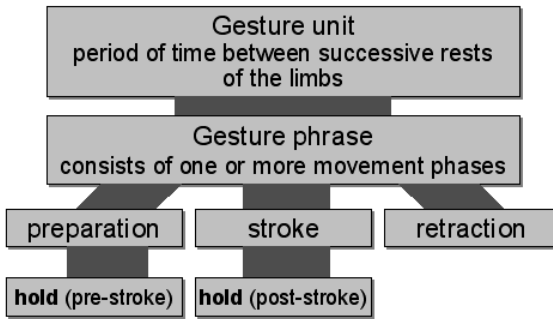 Gesture unit
period of time between successive rests
of the limbs
Gesture phrase
consists of one or more movement phases
preparation
stroke
retraction
hold (pre-stroke)
hold (post-stroke)